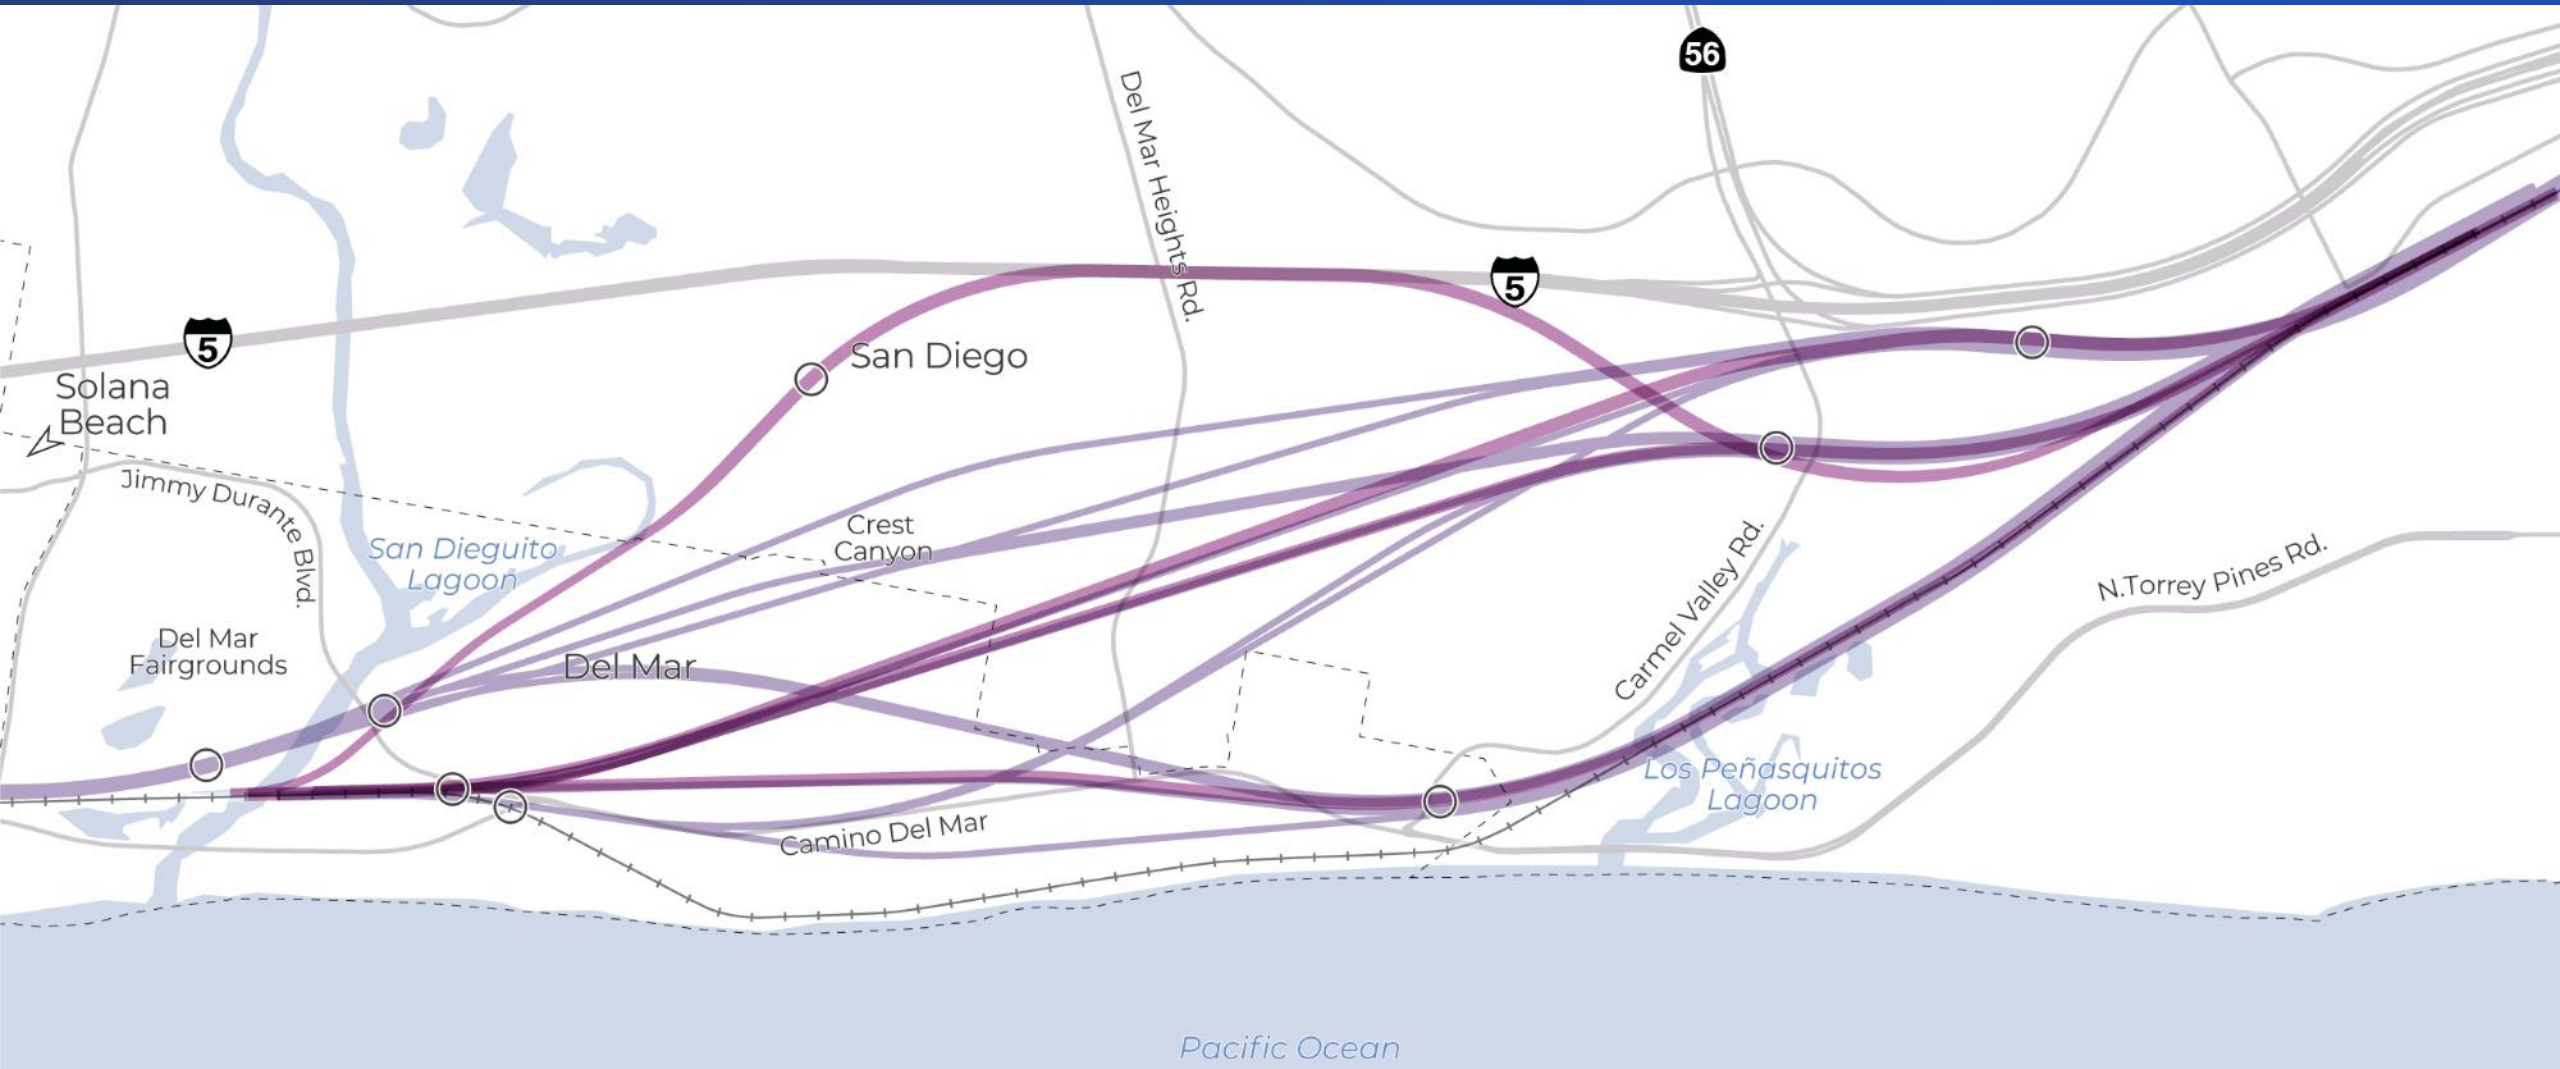 56
Del Mar Heights Rd.
5
5
San Diego
Solana
Beach
Jimmy Durante Blvd.
Crest
Canyon
San Dieguito
Lagoon
Carmel Valley Rd.
N.Torrey Pines Rd.
Del Mar
Fairgrounds
Del Mar
Los Peñasquitos
Lagoon
Camino Del Mar
Pacific Ocean